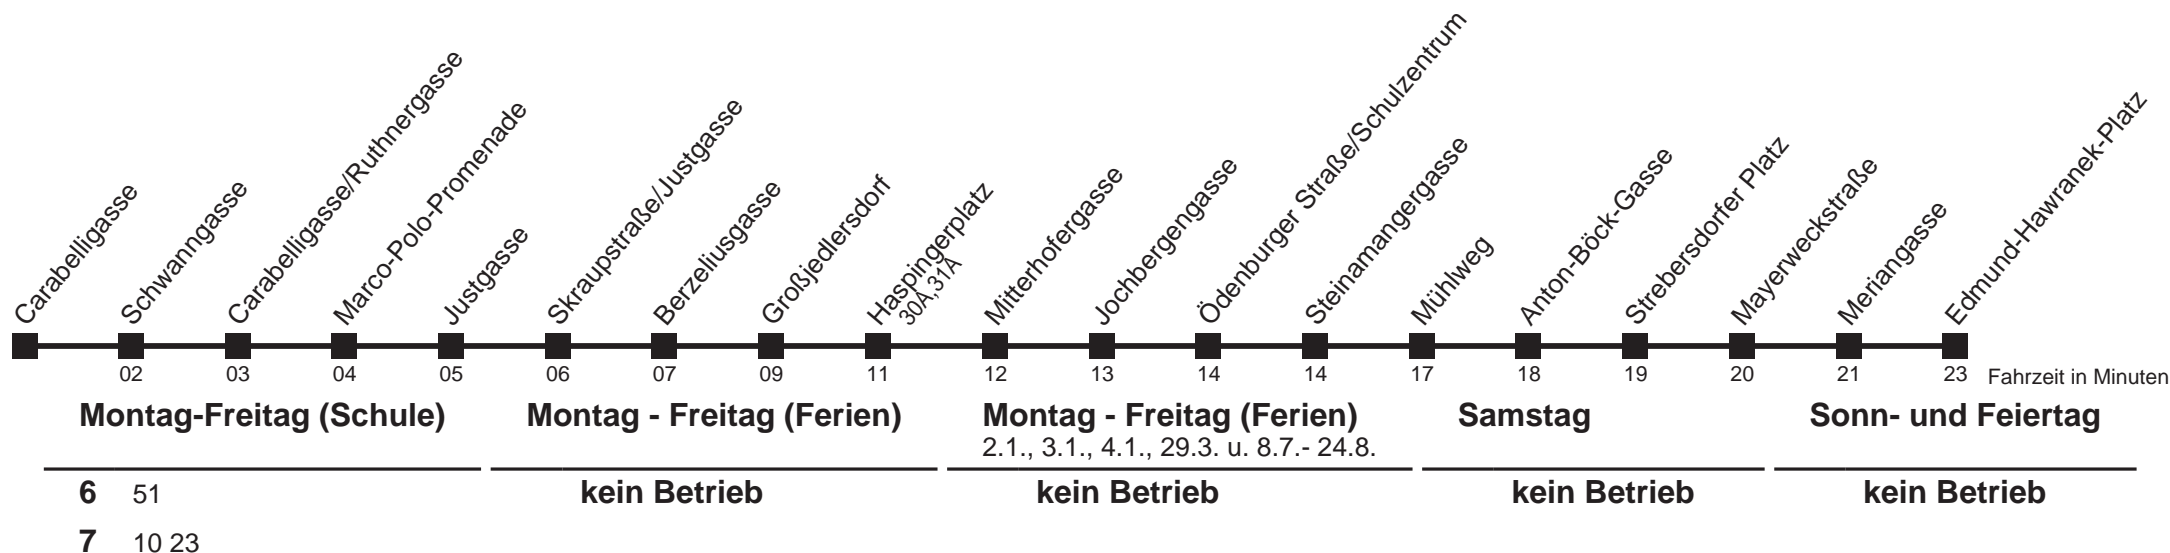 Carabelligasse
Schwanngasse
Carabelligasse/Ruthnergasse
Marco-Polo-Promenade
Justgasse
Skraupstraße/Justgasse
Berzeliusgasse
Großjedlersdorf
Haspingerplatz
30A,31A
Mitterhofergasse
Jochbergengasse
Ödenburger Straße/Schulzentrum
Steinamangergasse
Mühlweg
Anton-Böck-Gasse
Strebersdorfer Platz
Mayerweckstraße
Meriangasse
Edmund-Hawranek-Platz
02 03 04 05 06 07 09 11 12 13 14 14 17 18 19 20 21 23 Fahrzeit in Minuten
Montag-Freitag (Schule) Montag - Freitag (Ferien) Montag - Freitag (Ferien) Samstag Sonn- und Feiertag
2.1., 3.1., 4.1., 29.3. u. 8.7.- 24.8.
6 51 kein Betrieb kein Betrieb kein Betrieb kein Betrieb
7 10 23